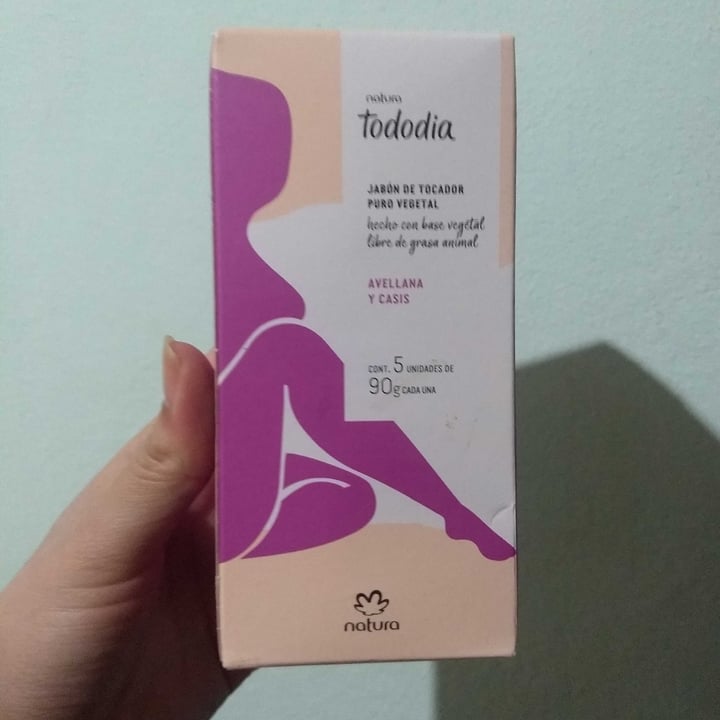 natura
Tododia
JABÓN DE TOCADOR
PURO VEGETAL
hecho con base vegetal
libre de grasa animal
AVELLANA
Y CASIS
CONT. 5 UNIDADES DE
90g CADA UNA
natura